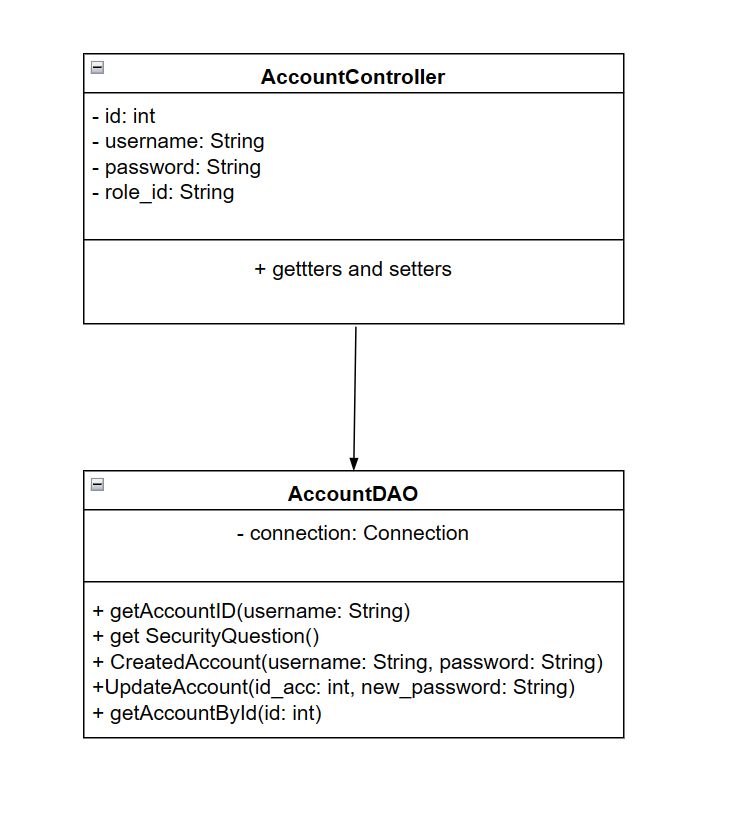 AccountController
- id: int
- username: String
- password: String
- role_id: String
+ gettters and setters
AccountDAO
- connection: Connection
+ getAccountID(username: String)
+ get SecurityQuestion()
+ CreatedAccount(username: String, password: String)
+UpdateAccount(id_acc: int, new_password: String)
+ getAccountById(id: int)